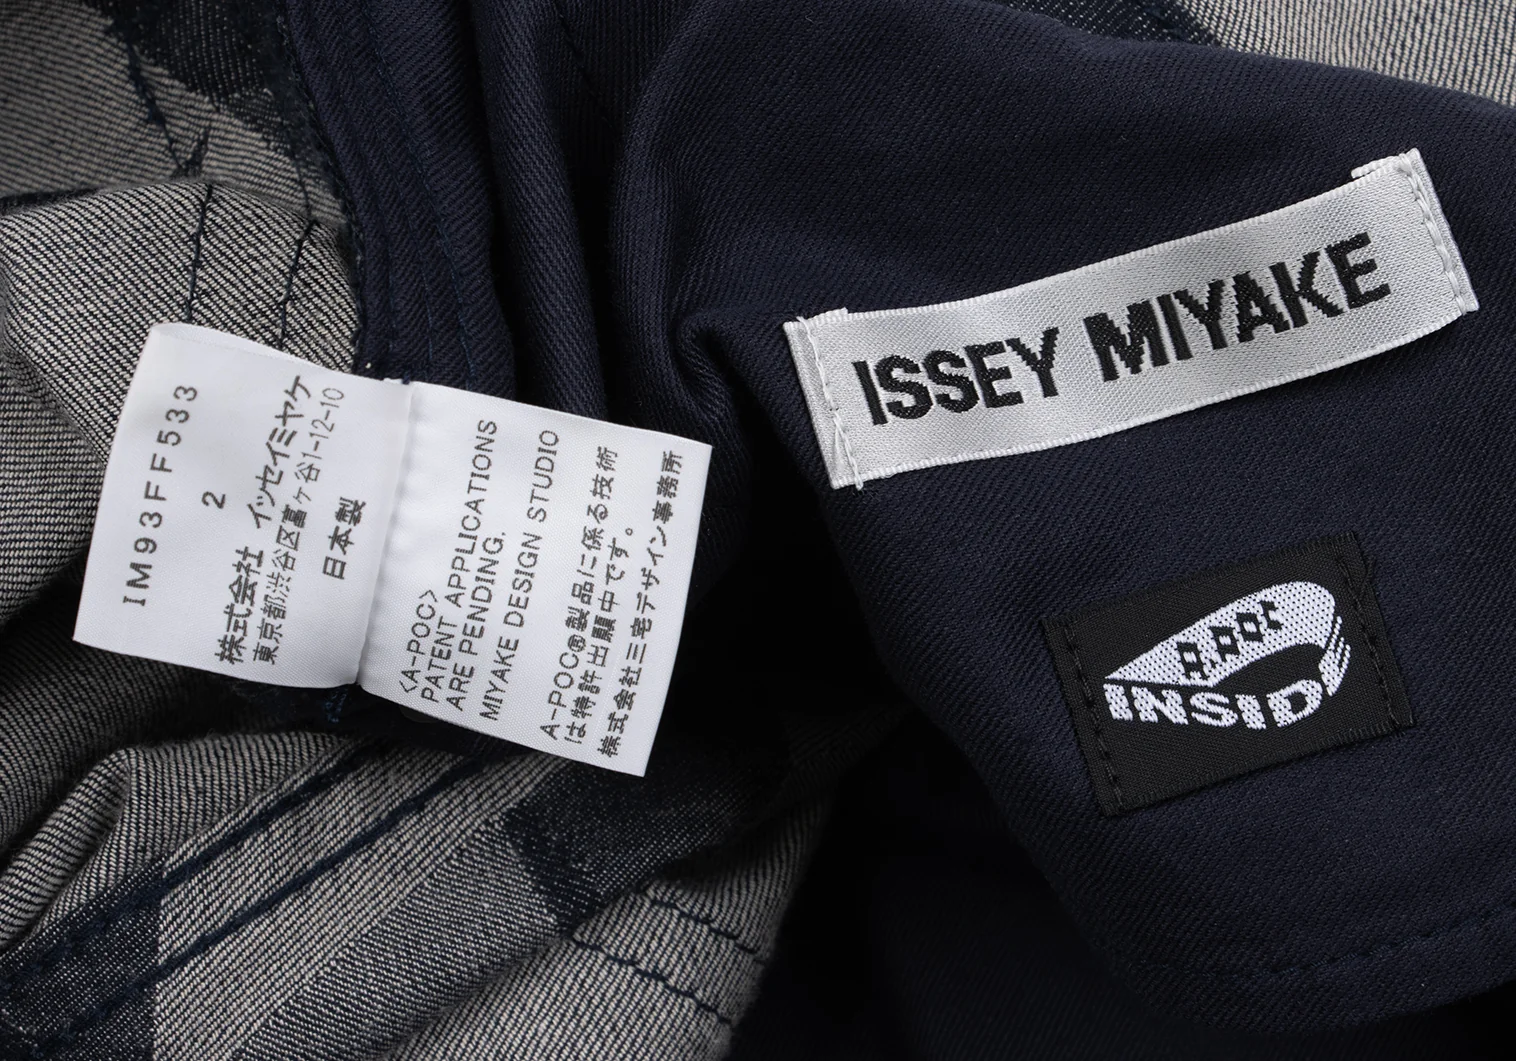 IM93FF533
2
株式会社 イッセイミヤケ
東京都渋谷区富ヶ谷1-12-10
日本製
<A-POC>
PATENT APPLICATIONS
ARE PENDING.
MIYAKE DESIGN STUDIO
A-POC®製品に係る技術
は特許出願中です。
株式会社三宅デザイン事務所
ISSEY MIYAKE
A.POC
INSIDE